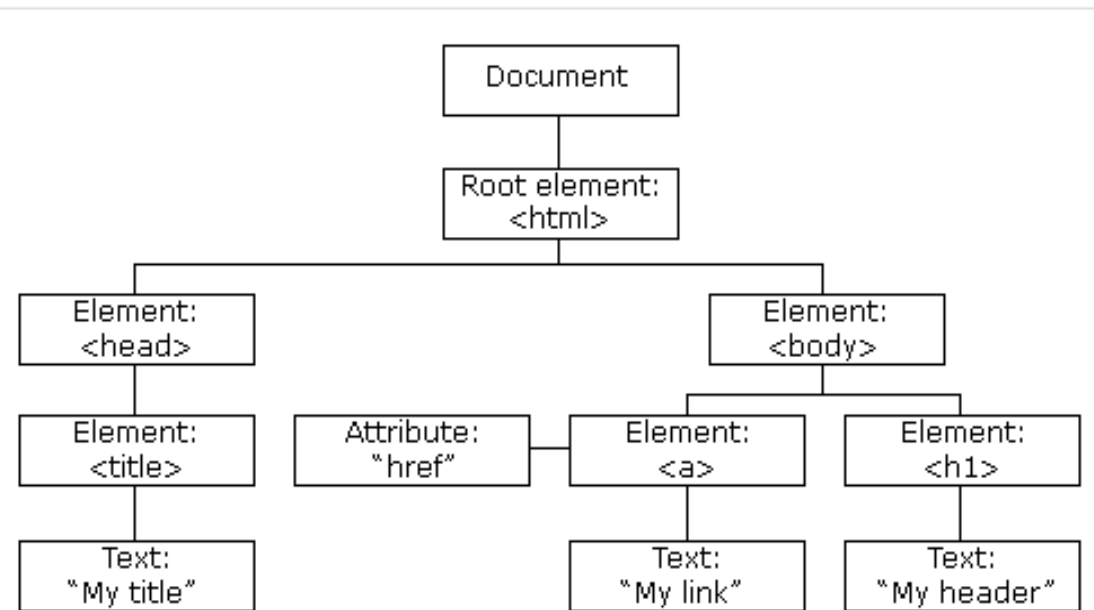 Document
Root element:
<html>
Element:
<head>
Element:
<body>
Element:
<title>
Attribute:
“href”
Element:
<a>
Element:
<h1>
Text:
“My title”
Text:
“My link”
Text:
“My header”